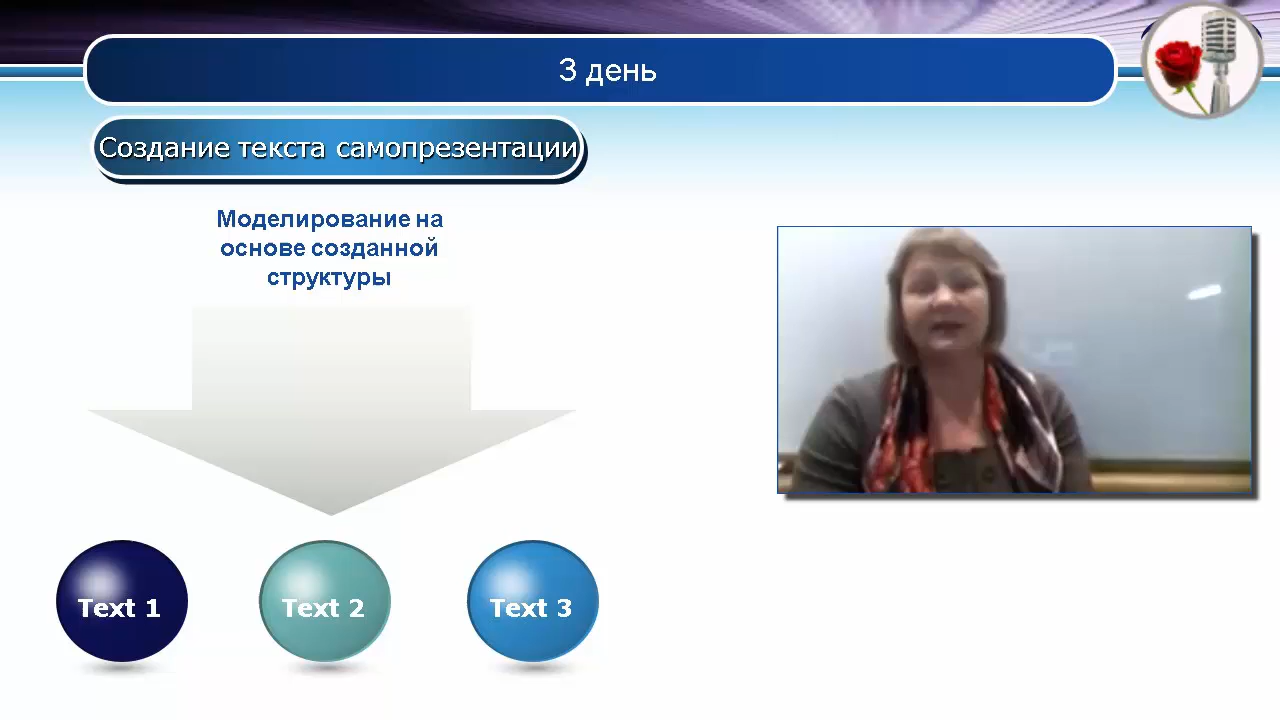 3 день
Создание текста самопрезентации
Моделирование на
основе созданной
структуры
Text 1
Text 2
Text 3